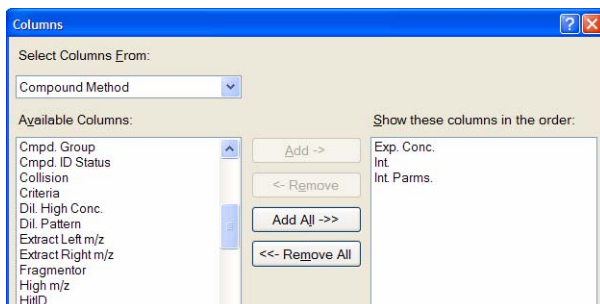 Columns
Select Columns From:
Compound Method
Available Columns:
Show these columns in the order:
Cmpd. Group
Cmpd. ID Status
Collision
Criteria
Dil. High Conc.
Dil. Pattern
Extract Left m/z
Extract Right m/z
Fragmentor
High m/z
HitID
Add ->
<- Remove
Add All ->>
<<- Remove All
Exp. Conc.
Int.
Int. Parms.